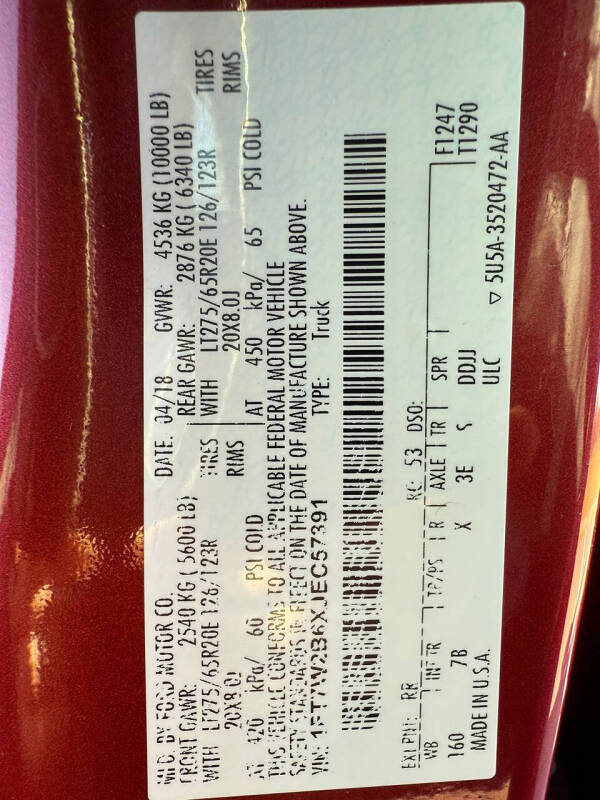 MFD. BY FORD MOTOR CO. DATE: 04/18 GVWR: 4536 KG (10000 LB)
FRONT GAWR: 2540 KG ( 5600 LB) REAR GAWR: 2876 KG ( 6340 LB)
WITH LT275/65R20E 126/123R TIRES WITH LT275/65R20E 126/123R TIRES
20X8.0J RIMS 20X8.0J RIMS
AT 420 kPa/ 60 PSI COLD AT 450 kPa/ 65 PSI COLD
THIS VEHICLE CONFORMS TO ALL APPLICABLE FEDERAL MOTOR VEHICLE
SAFETY STANDARDS IN EFFECT ON THE DATE OF MANUFACTURE SHOWN ABOVE.
VIN: 1FT7W2B6XJEC57391 TYPE: Truck
EXT PNT: RR RC: 53 DSO: F1247
WB INT TR TP/PS R AXLE TR SPR T1290
160 7B X 3E S DDJJ
MADE IN U.S.A. ULC ▽ 5U5A-3520472-AA